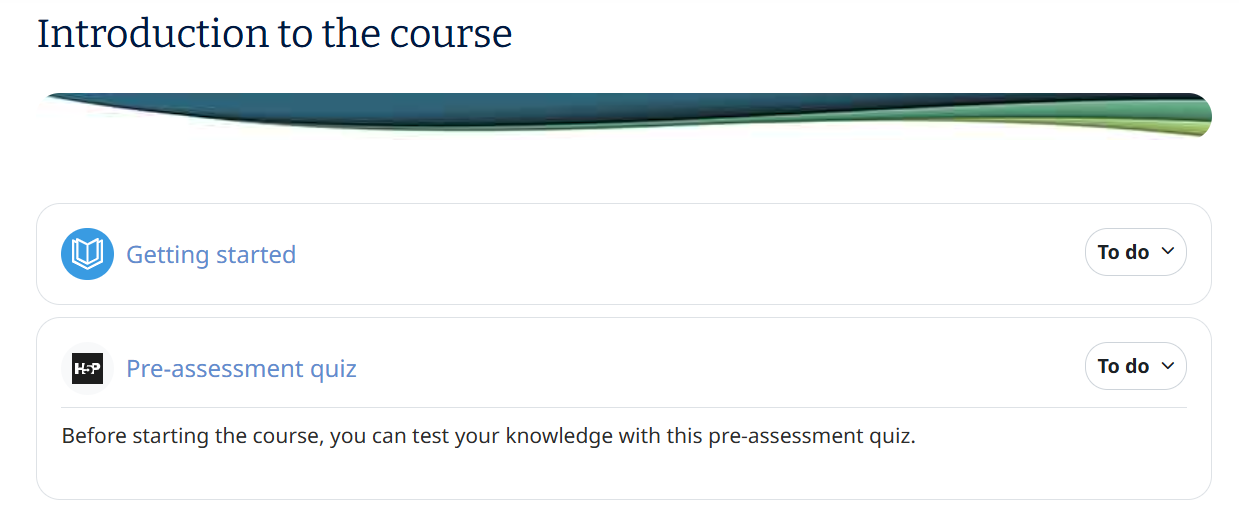 Introduction to the course
Getting started
To do
H5P
Pre-assessment quiz
To do
Before starting the course, you can test your knowledge with this pre-assessment quiz.